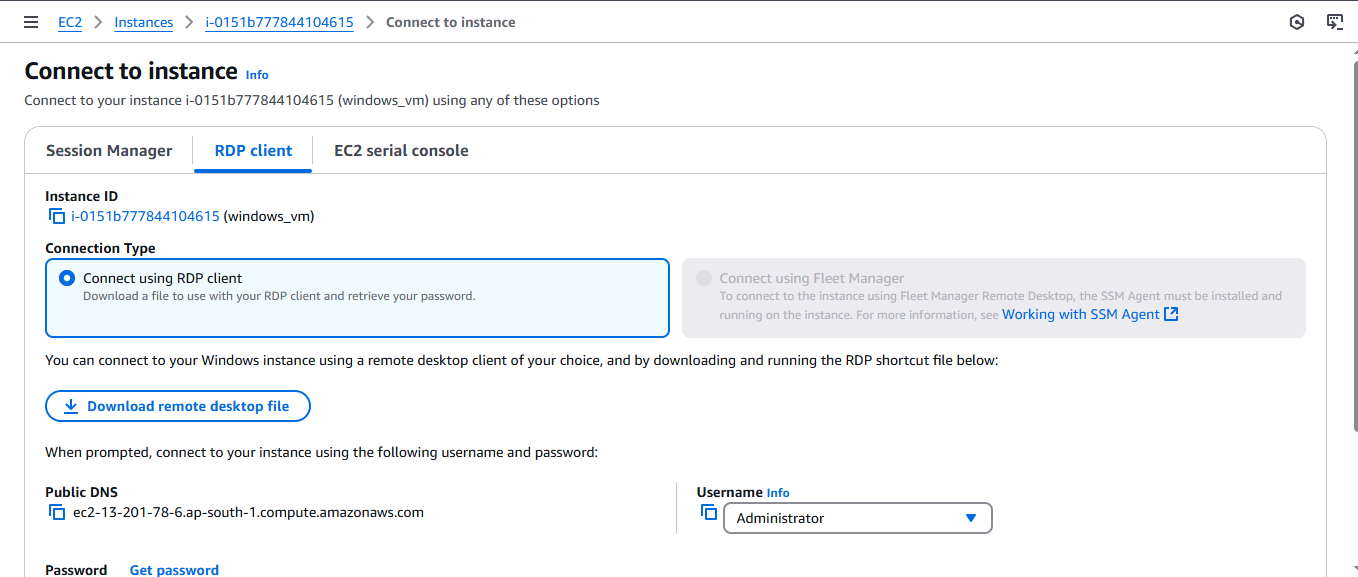 EC2 > Instances > i-0151b777844104615 > Connect to instance
Connect to instance Info
Connect to your instance i-0151b777844104615 (windows_vm) using any of these options
Session Manager RDP client EC2 serial console
Instance ID
i-0151b777844104615 (windows_vm)
Connection Type
Connect using RDP client
Download a file to use with your RDP client and retrieve your password.
Connect using Fleet Manager
To connect to the instance using Fleet Manager Remote Desktop, the SSM Agent must be installed and
running on the instance. For more information, see Working with SSM Agent
You can connect to your Windows instance using a remote desktop client of your choice, and by downloading and running the RDP shortcut file below:
Download remote desktop file
When prompted, connect to your instance using the following username and password:
Public DNS
ec2-13-201-78-6.ap-south-1.compute.amazonaws.com
Username Info
Administrator
Password Get password